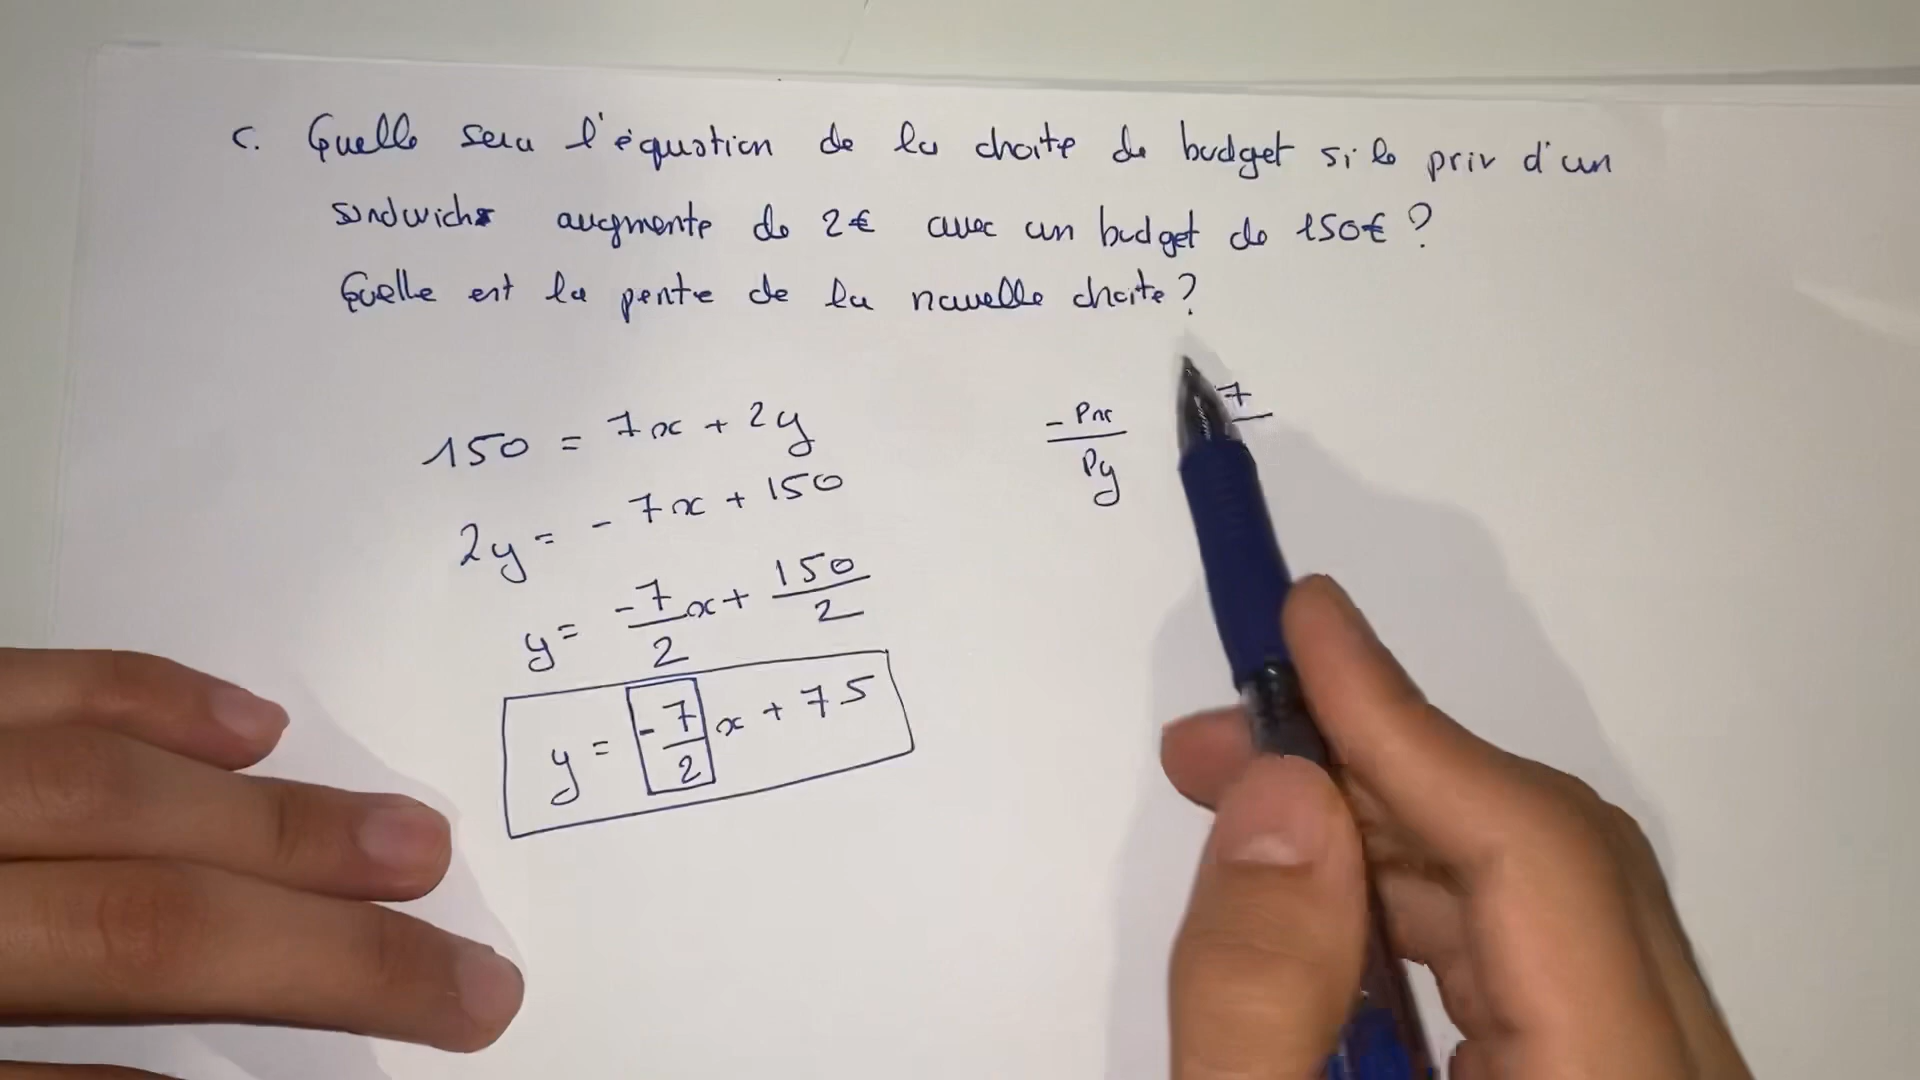 c. Quelle sera l'équation de la droite de budget si le prix d'un
sandwichs augmente de 2€ avec un budget de 150€ ?
Quelle est la pente de la nouvelle droite ?
150 = 7x + 2y
2y = - 7x + 150
y = -7/2 x + 150/2
y = -7/2 x + 75
- Px / Py
7